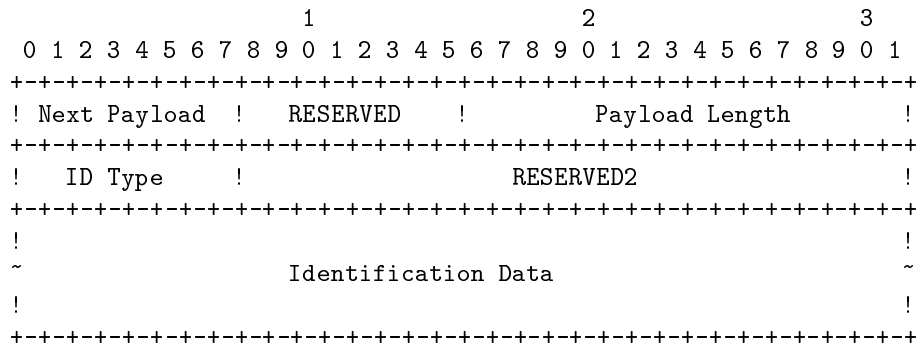 1                   2                   3
 0 1 2 3 4 5 6 7 8 9 0 1 2 3 4 5 6 7 8 9 0 1 2 3 4 5 6 7 8 9 0 1
+-+-+-+-+-+-+-+-+-+-+-+-+-+-+-+-+-+-+-+-+-+-+-+-+-+-+-+-+-+-+-+-+
! Next Payload  !   RESERVED    !         Payload Length        !
+-+-+-+-+-+-+-+-+-+-+-+-+-+-+-+-+-+-+-+-+-+-+-+-+-+-+-+-+-+-+-+-+
!   ID Type     !                   RESERVED2                   !
+-+-+-+-+-+-+-+-+-+-+-+-+-+-+-+-+-+-+-+-+-+-+-+-+-+-+-+-+-+-+-+-+
!                                                               !
~                   Identification Data                         ~
!                                                               !
+-+-+-+-+-+-+-+-+-+-+-+-+-+-+-+-+-+-+-+-+-+-+-+-+-+-+-+-+-+-+-+-+